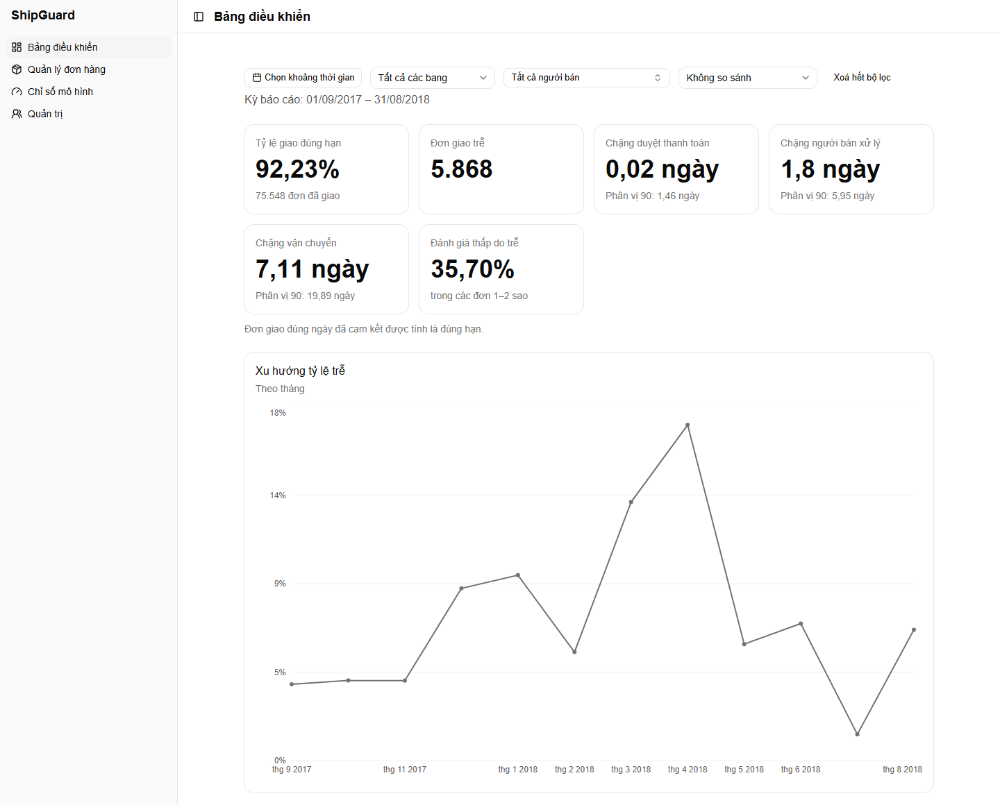 ShipGuard
Bảng điều khiển
Quản lý đơn hàng
Chỉ số mô hình
Quản trị
Bảng điều khiển
Chọn khoảng thời gian
Tất cả các bang
Tất cả người bán
Không so sánh
Xoá hết bộ lọc
Kỳ báo cáo: 01/09/2017 – 31/08/2018
Tỷ lệ giao đúng hạn
92,23%
75.548 đơn đã giao
Đơn giao trễ
5.868
Chặng duyệt thanh toán
0,02 ngày
Phân vị 90: 1,46 ngày
Chặng người bán xử lý
1,8 ngày
Phân vị 90: 5,95 ngày
Chặng vận chuyển
7,11 ngày
Phân vị 90: 19,89 ngày
Đánh giá thấp do trễ
35,70%
trong các đơn 1–2 sao
Đơn giao đúng ngày đã cam kết được tính là đúng hạn.
Xu hướng tỷ lệ trễ
Theo tháng
18%
14%
9%
5%
0%
thg 9 2017
thg 11 2017
thg 1 2018
thg 2 2018
thg 3 2018
thg 4 2018
thg 5 2018
thg 6 2018
thg 8 2018